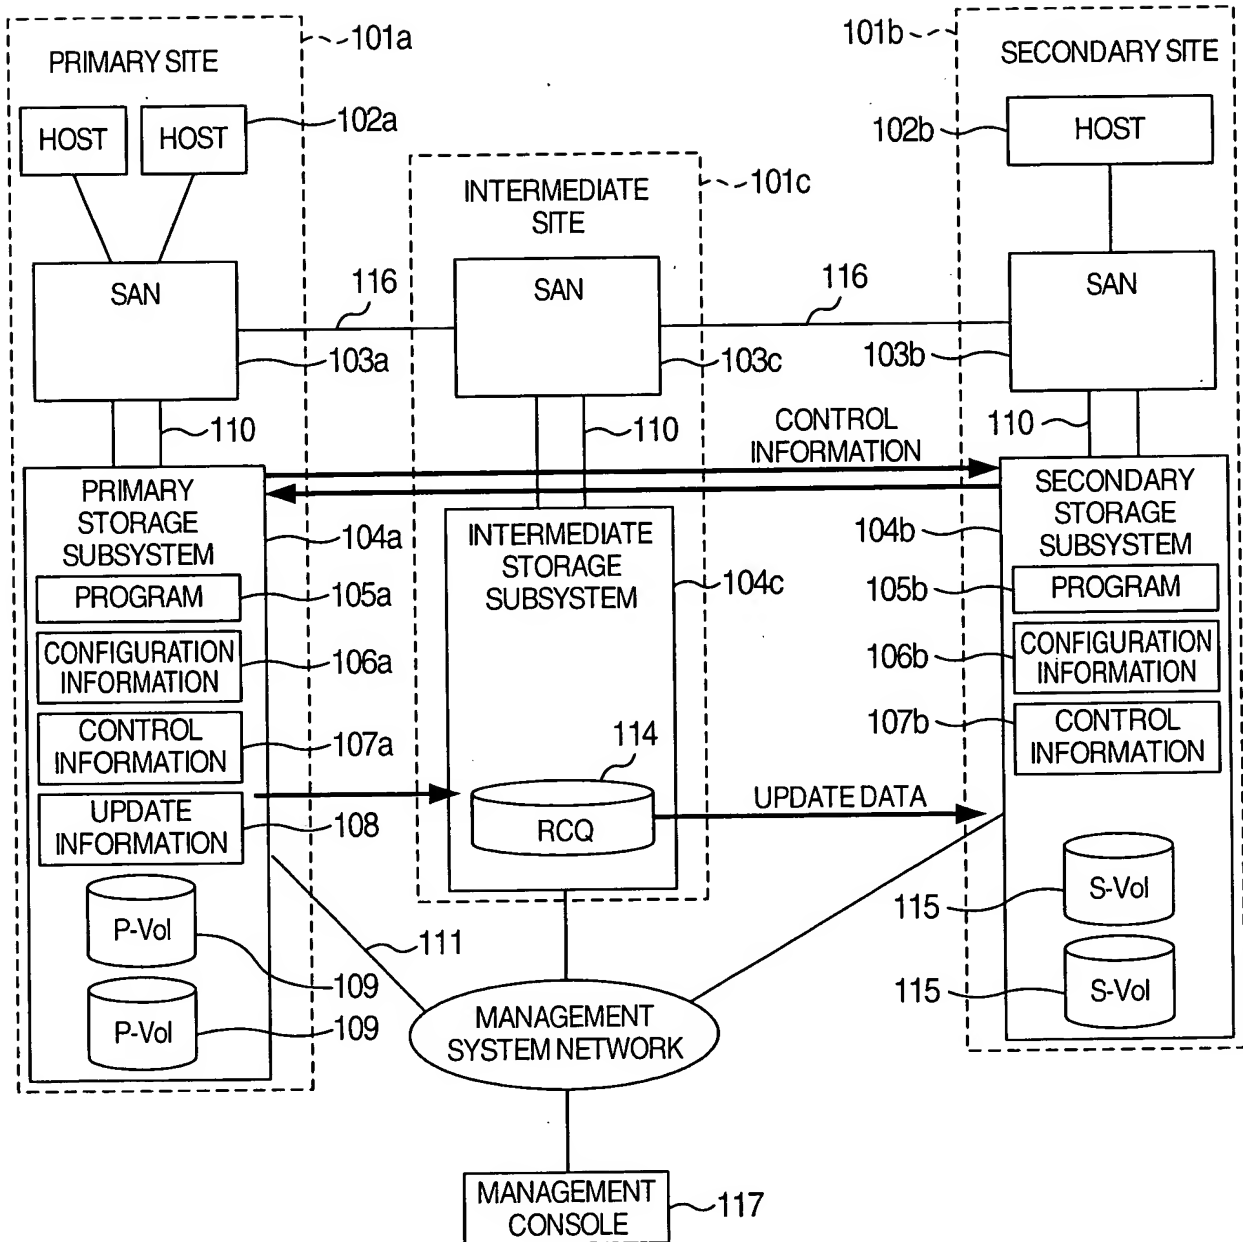 101a
PRIMARY SITE
HOST
HOST
102a
SAN
103a
110
PRIMARY
STORAGE
SUBSYSTEM
104a
PROGRAM
105a
CONFIGURATION
INFORMATION
106a
CONTROL
INFORMATION
107a
UPDATE
INFORMATION
108
P-Vol
109
P-Vol
109
111
116
INTERMEDIATE
SITE
101c
SAN
103c
110
116
CONTROL
INFORMATION
INTERMEDIATE
STORAGE
SUBSYSTEM
104c
114
RCQ
UPDATE DATA
101b
SECONDARY SITE
102b
HOST
SAN
103b
110
SECONDARY
STORAGE
SUBSYSTEM
104b
PROGRAM
105b
CONFIGURATION
INFORMATION
106b
CONTROL
INFORMATION
107b
S-Vol
115
S-Vol
115
MANAGEMENT
SYSTEM NETWORK
MANAGEMENT
CONSOLE
117